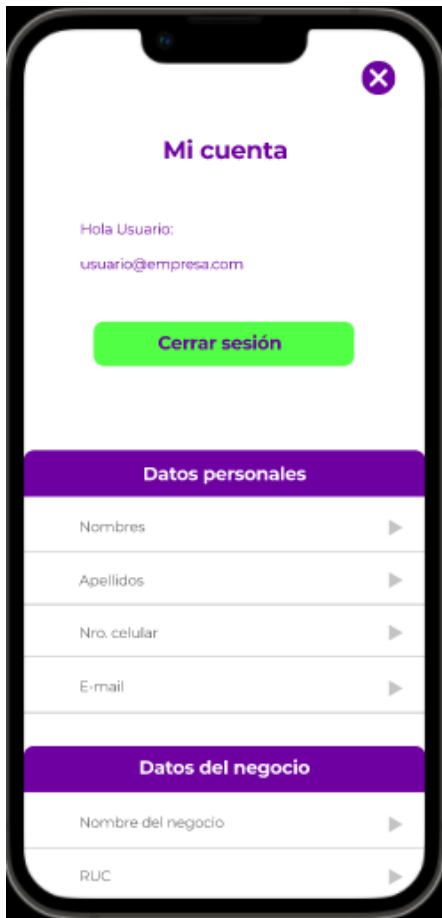 Mi cuenta
Hola Usuario:
usuario@empresa.com
Cerrar sesión
Datos personales
Nombres
Apellidos
Nro. celular
E-mail
Datos del negocio
Nombre del negocio
RUC